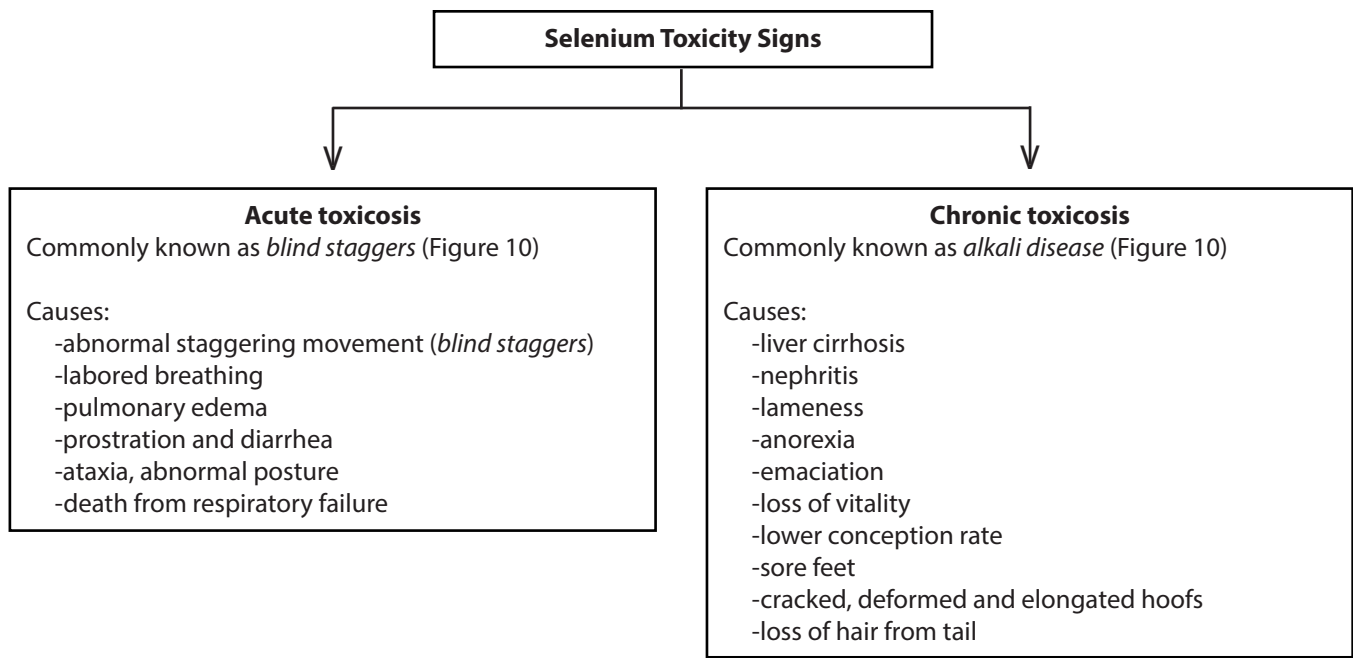 Selenium Toxicity Signs
Acute toxicosis
Commonly known as blind staggers (Figure 10)
Causes:
-abnormal staggering movement (blind staggers)
-labored breathing
-pulmonary edema
-prostration and diarrhea
-ataxia, abnormal posture
-death from respiratory failure
Chronic toxicosis
Commonly known as alkali disease (Figure 10)
Causes:
-liver cirrhosis
-nephritis
-lameness
-anorexia
-emaciation
-loss of vitality
-lower conception rate
-sore feet
-cracked, deformed and elongated hoofs
-loss of hair from tail